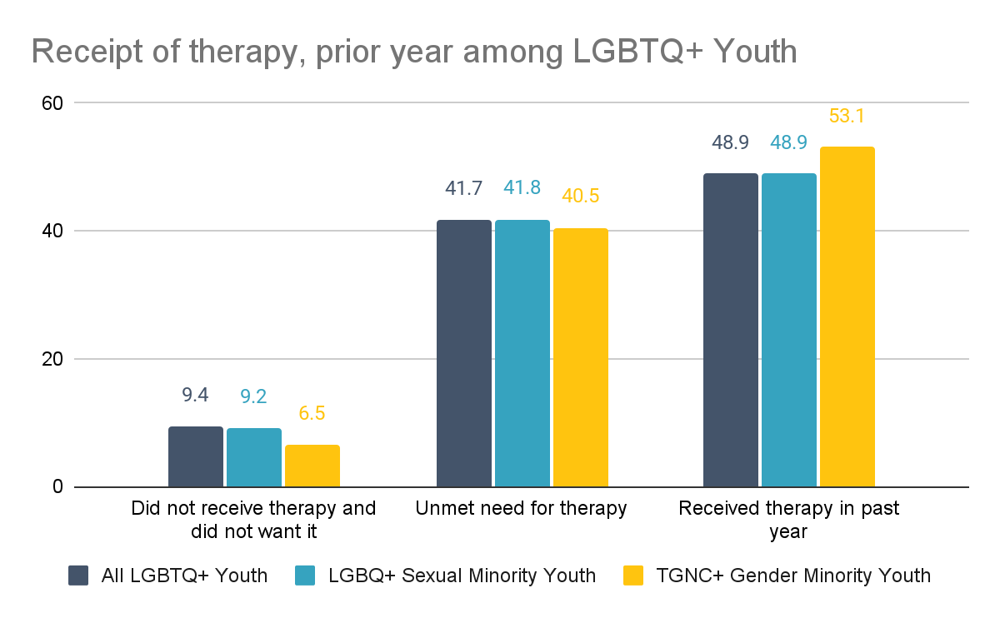 Receipt of therapy, prior year among LGBTQ+ Youth
60
40
20
0
9.4
9.2
6.5
41.7
41.8
40.5
48.9
48.9
53.1
Did not receive therapy and
did not want it
Unmet need for therapy
Received therapy in past
year
All LGBTQ+ Youth
LGBQ+ Sexual Minority Youth
TGNC+ Gender Minority Youth